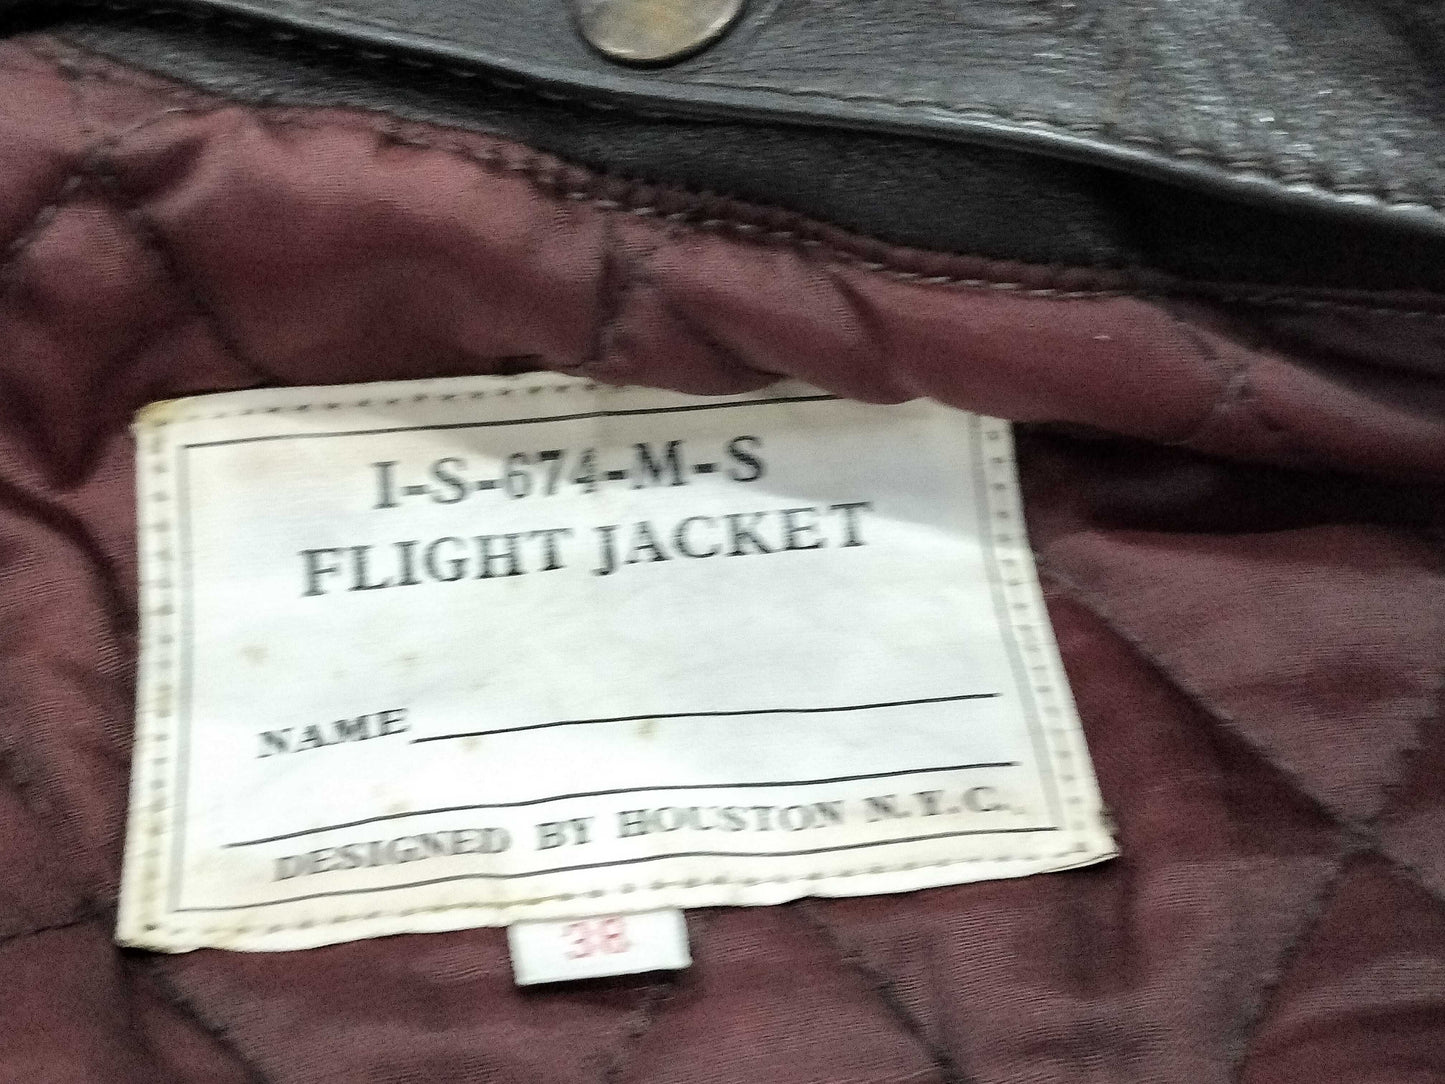 I-S-674-M-S
FLIGHT JACKET
NAME
DESIGNED BY HOUSTON N.Y.C.
38